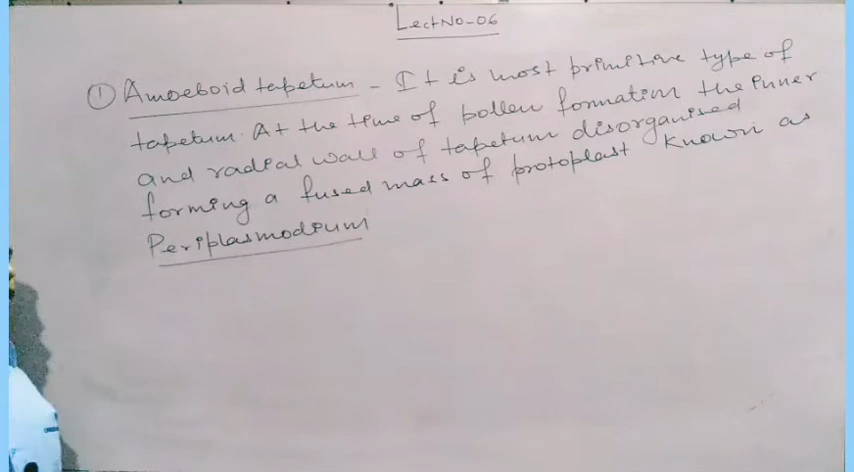 Lect No-06
① Amoeboid tapetum - It is most primitive type of
tapetum. At the time of pollen formation the inner
and radial wall of tapetum disorganised
forming a fused mass of protoplast known as
Periplasmodium